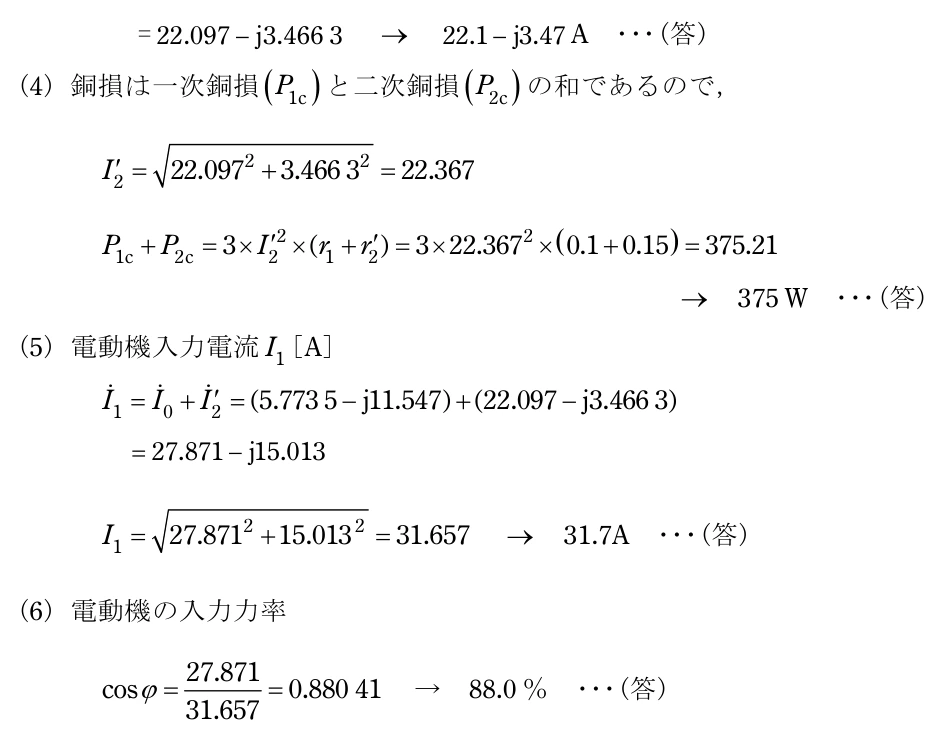 = 22.097 − j3.466 3 → 22.1 − j3.47 A ･･･(答)
(4) 銅損は一次銅損(P1c)と二次銅損(P2c)の和であるので,
I′2 = √(22.097² + 3.466 3²) = 22.367
P1c + P2c = 3 × I′2² × (r1 + r′2) = 3 × 22.367² × (0.1 + 0.15) = 375.21
→ 375 W ･･･(答)
(5) 電動機入力電流 I1 [A]
İ1 = İ0 + İ′2 = (5.773 5 − j11.547) + (22.097 − j3.466 3)
= 27.871 − j15.013
I1 = √(27.871² + 15.013²) = 31.657 → 31.7A ･･･(答)
(6) 電動機の入力力率
cosφ = 27.871/31.657 = 0.880 41 → 88.0 % ･･･(答)